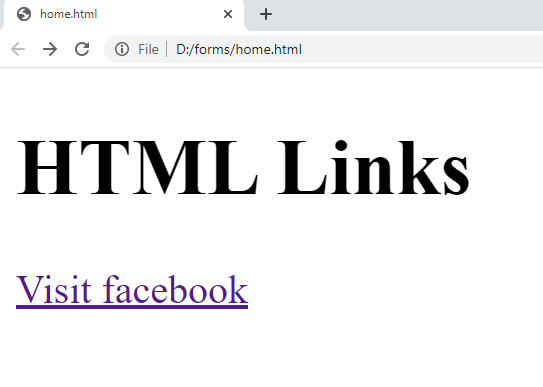 home.html
File D:/forms/home.html
HTML Links
Visit facebook